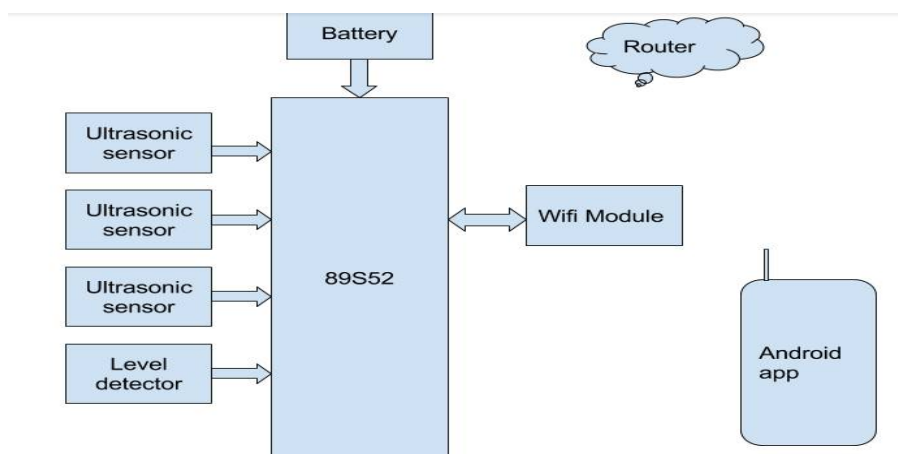 Battery
Router
Ultrasonic
sensor
Ultrasonic
sensor
Wifi Module
Ultrasonic
sensor
89S52
Level
detector
Android
app